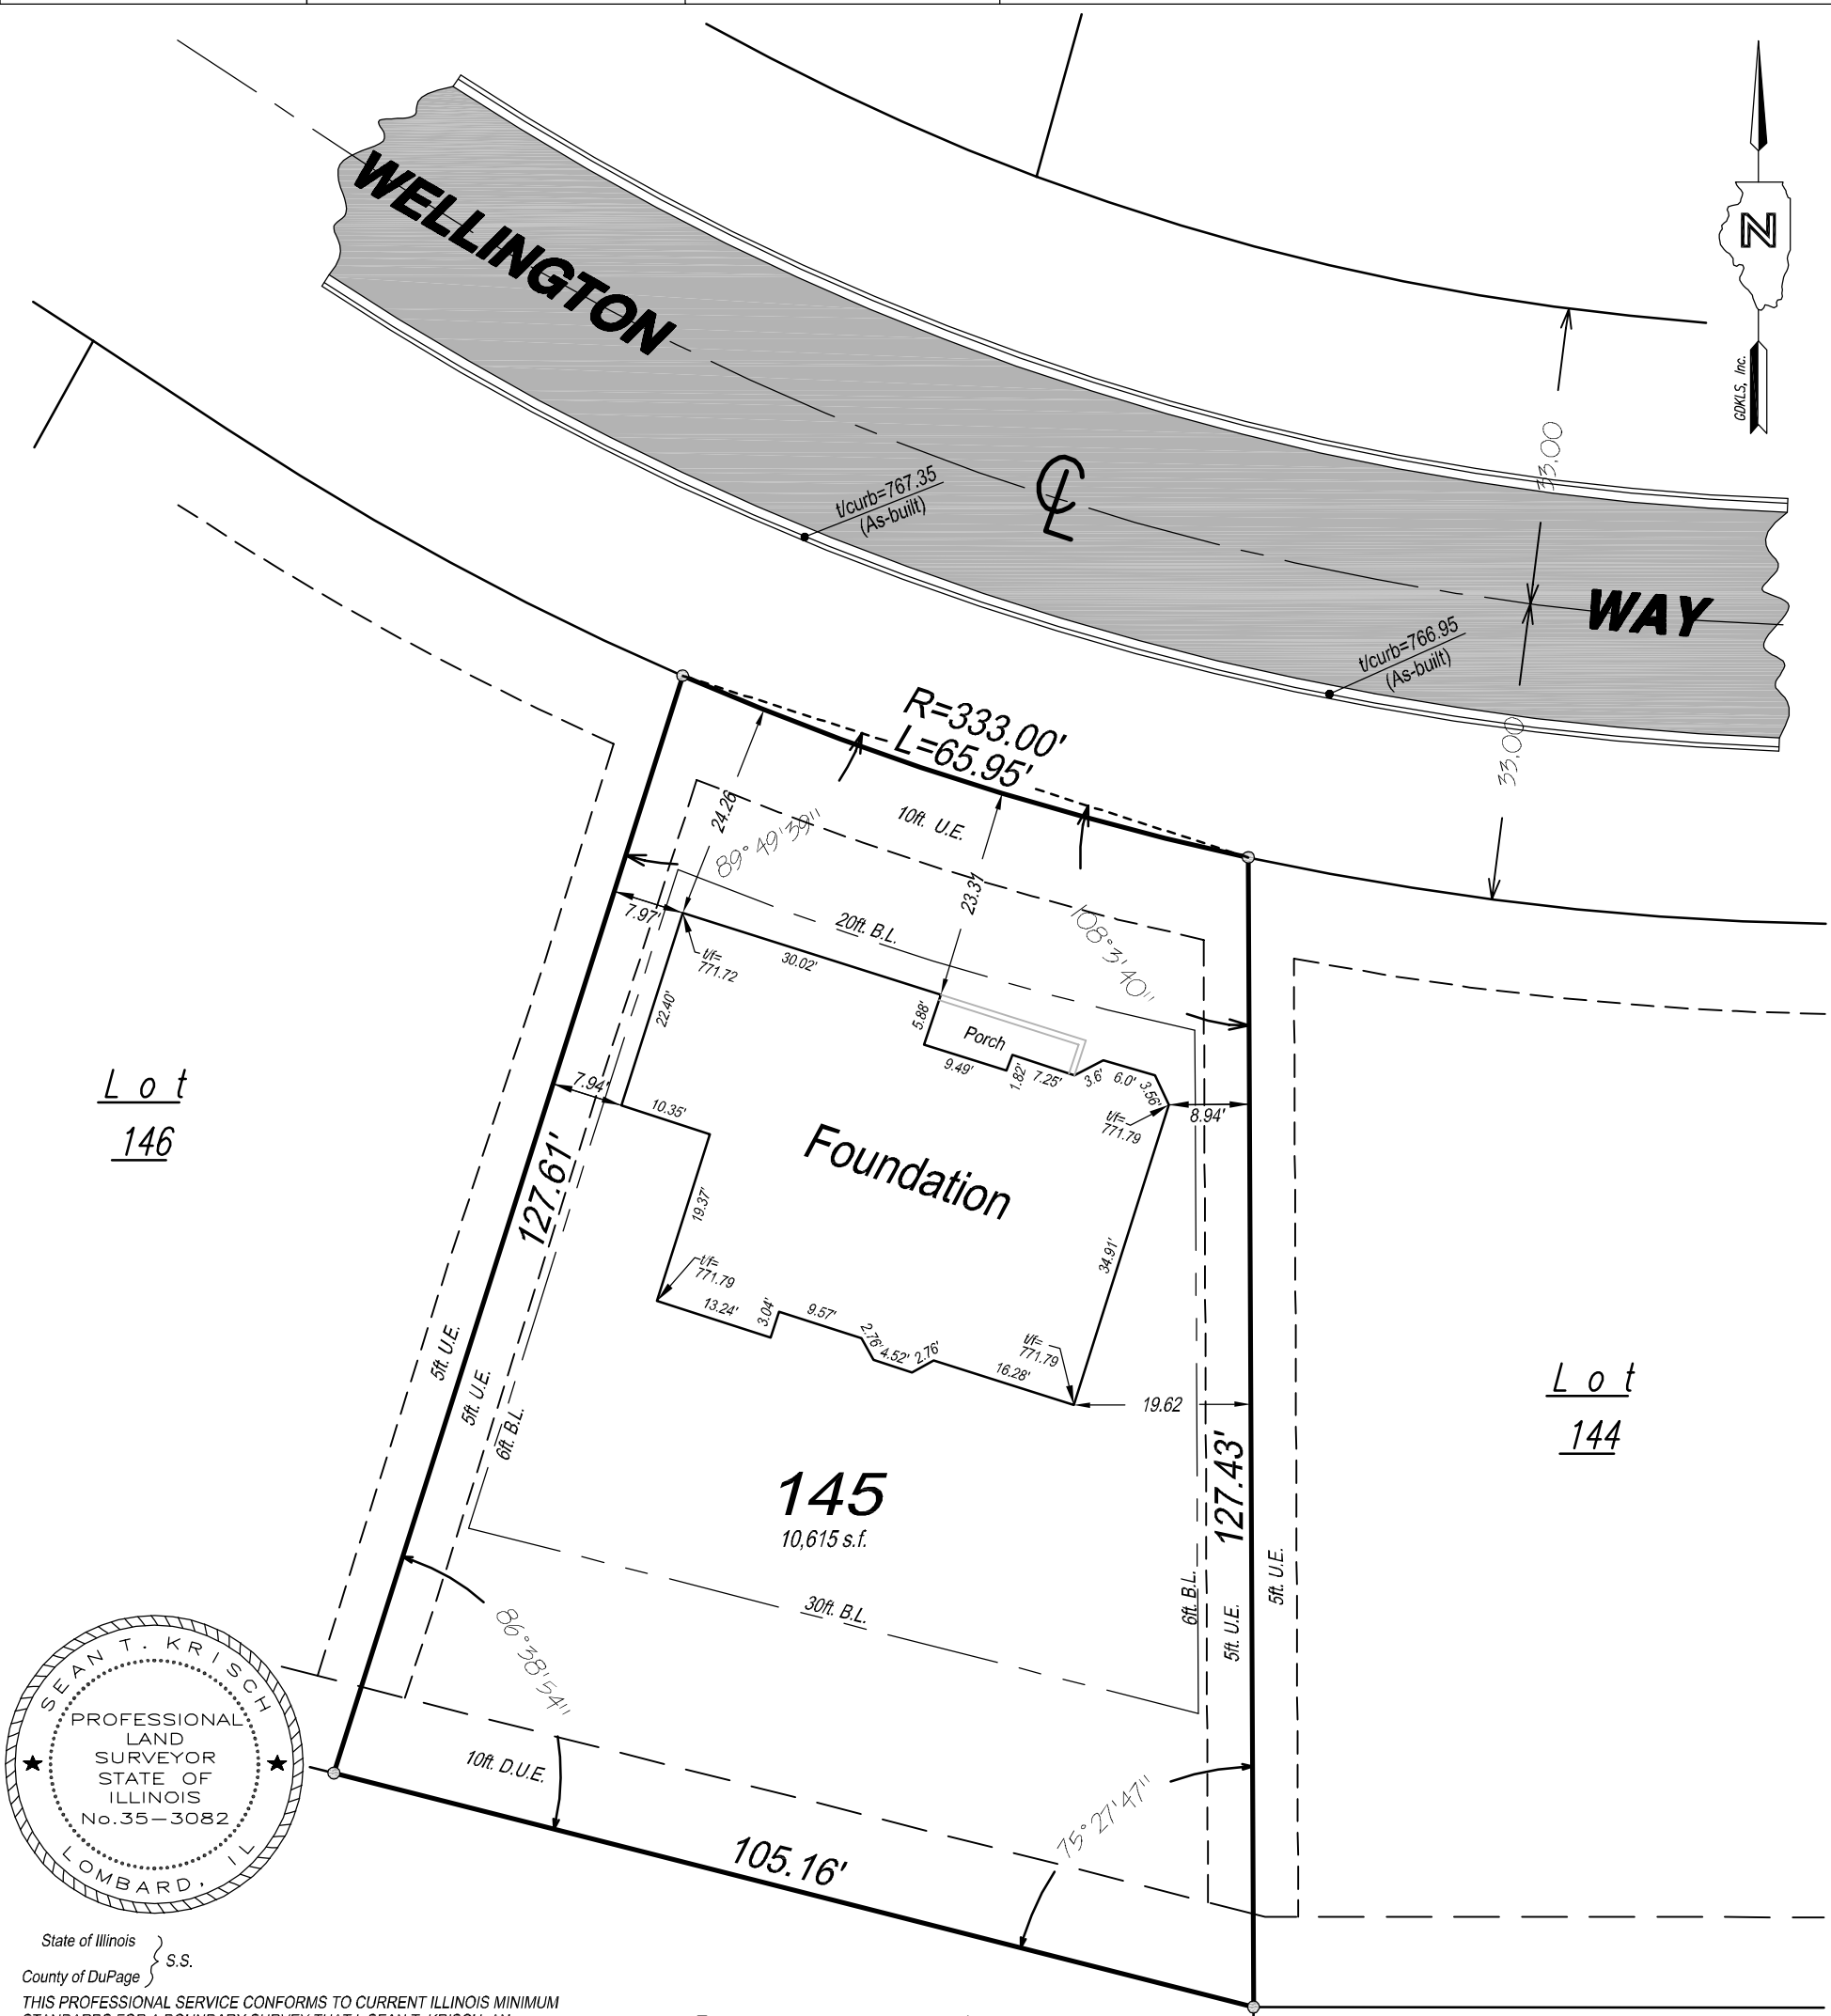 WELLINGTON
WAY
N
GDKLS, Inc.
33.00
33.00
t/curb=767.35
(As-built)
CL
t/curb=766.95
(As-built)
R=333.00'
L=65.95'
24.26
89°49'39"
10ft. U.E.
23.31
108°3'40"
20ft. B.L.
7.97'
t/f=
771.72
30.02'
22.40'
5.88'
Porch
9.49'
1.82'
7.25'
3.6'
6.0'
3.56'
t/f=
771.79
8.94'
7.94'
10.35'
Lot
146
127.61'
Foundation
19.37'
34.91'
t/f=
771.79
13.24'
3.04'
9.57'
2.76'
4.52'
2.76'
16.28'
t/f=
771.79
19.62
5ft. U.E.
5ft. U.E.
6ft. B.L.
Lot
144
127.43'
145
10,615 s.f.
30ft. B.L.
6ft. B.L.
5ft. U.E.
5ft. U.E.
86°38'54"
10ft. D.U.E.
75°27'47"
105.16'
SEAN T. KRISCH
PROFESSIONAL
LAND
SURVEYOR
STATE OF
ILLINOIS
No.35-3082
LOMBARD, IL
State of Illinois
S.S.
County of DuPage
THIS PROFESSIONAL SERVICE CONFORMS TO CURRENT ILLINOIS MINIMUM